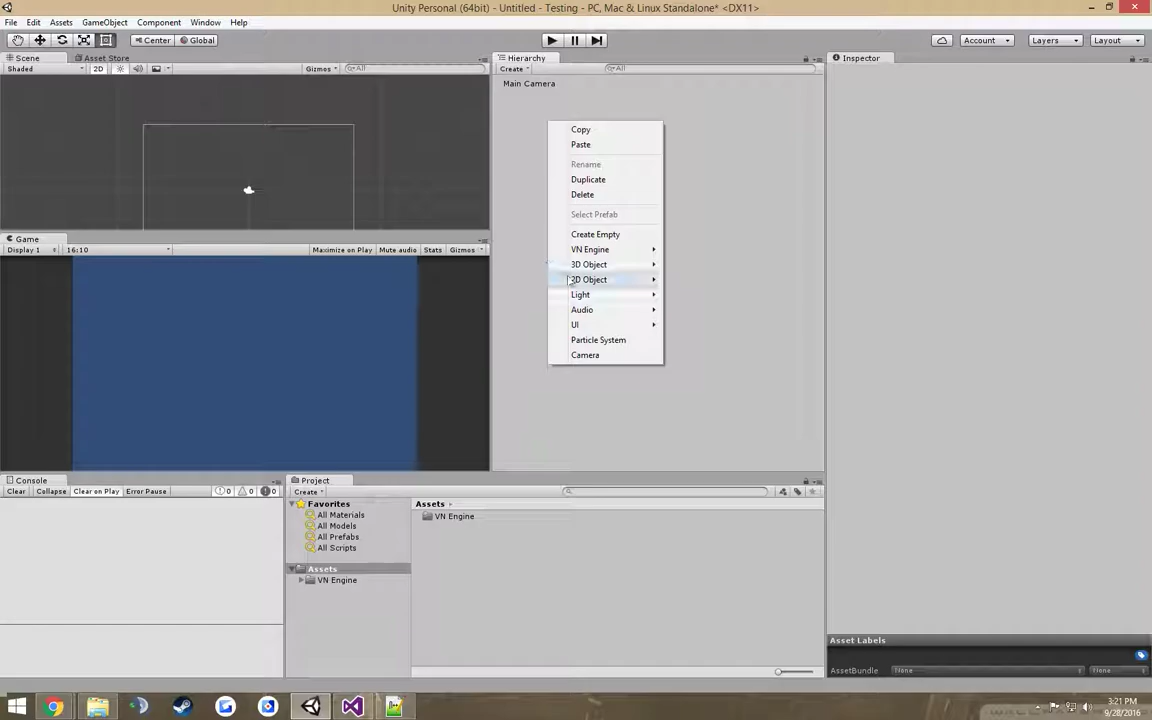 Unity Personal (64bit) - Untitled - Testing - PC, Mac & Linux Standalone* <DX11>
File Edit Assets GameObject Component Window Help
Center Global Account Layers Layout
Scene Asset Store Hierarchy Inspector
Shaded 2D Gizmos All Create All
Main Camera
Copy
Paste
Rename
Duplicate
Delete
Select Prefab
Create Empty
VN Engine
3D Object
2D Object
Light
Audio
UI
Particle System
Camera
Game
Display 1 16:10 Maximize on Play Mute audio Stats Gizmos
Console Project
Clear Collapse Clear on Play Error Pause 0 0 0 Create
Favorites
All Materials
All Models
All Prefabs
All Scripts
Assets
VN Engine
Assets
VN Engine
Asset Labels
AssetBundle None None
3:21 PM
9/28/2016